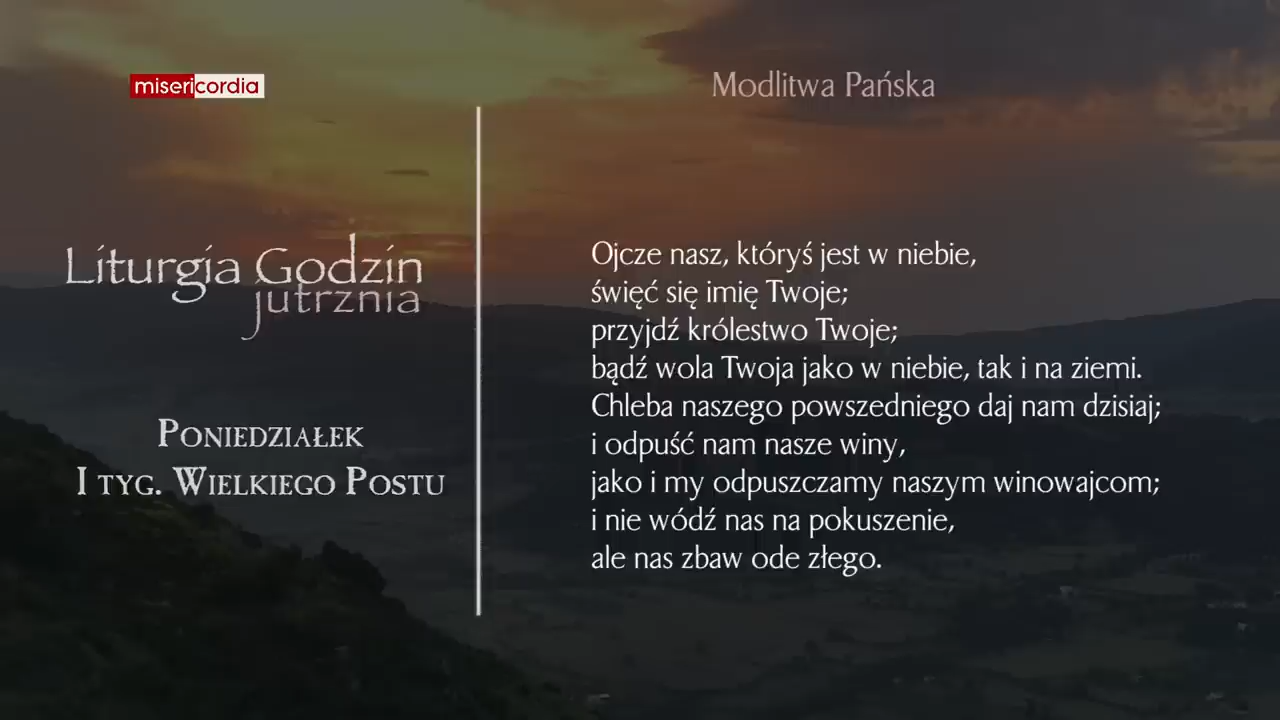 misericordia
Liturgia Godzin
jutrznia
Poniedziałek
I tyg. Wielkiego Postu
Modlitwa Pańska
Ojcze nasz, któryś jest w niebie,
święć się imię Twoje;
przyjdź królestwo Twoje;
bądź wola Twoja jako w niebie, tak i na ziemi.
Chleba naszego powszedniego daj nam dzisiaj;
i odpuść nam nasze winy,
jako i my odpuszczamy naszym winowajcom;
i nie wódź nas na pokuszenie,
ale nas zbaw ode złego.